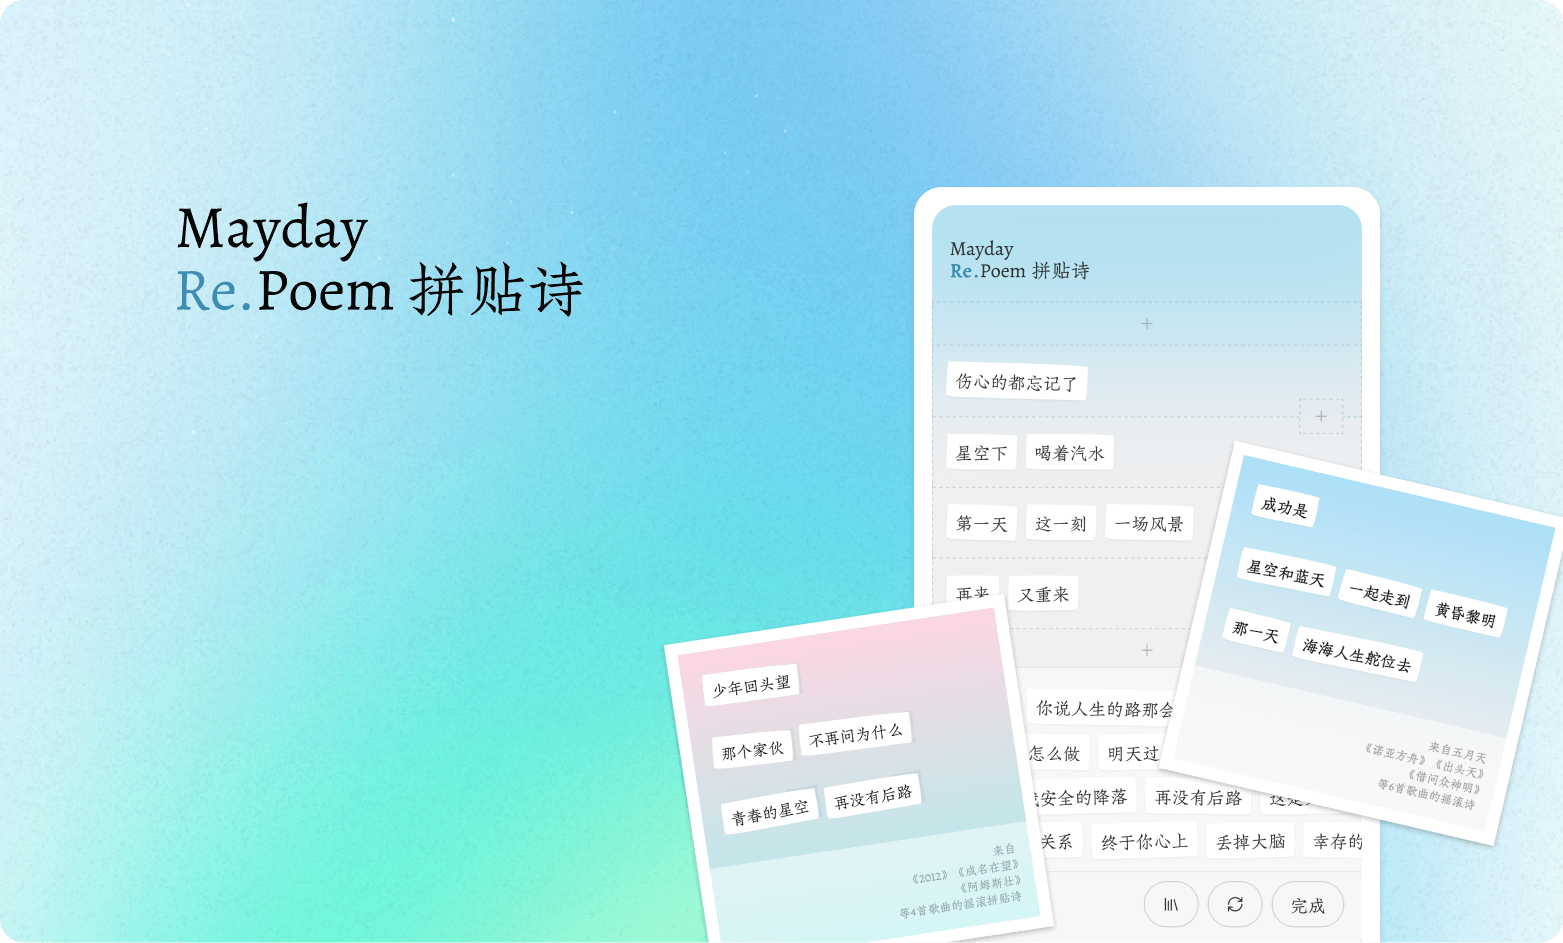 Mayday
Re.Poem 拼贴诗
Mayday
Re.Poem 拼贴诗
+
伤心的都忘记了
+
星空下 喝着汽水
第一天 这一刻 一场风景
再来 又重来
+
你说人生的路那会
怎么做 明天过
安全的降落 再没有后路 这是
关系 终于你心上 丢掉大脑 幸存的
完成
少年回头望
那个家伙 不再问为什么
青春的星空 再没有后路
来自
《2012》《成名在望》
《阿姆斯壮》
等4首歌曲的摇滚拼贴诗
成功是
星空和蓝天 一起走到 黄昏黎明
那一天 海海人生舵位去
来自五月天
《诺亚方舟》《出头天》
《借问众神明》
等6首歌曲的摇滚诗